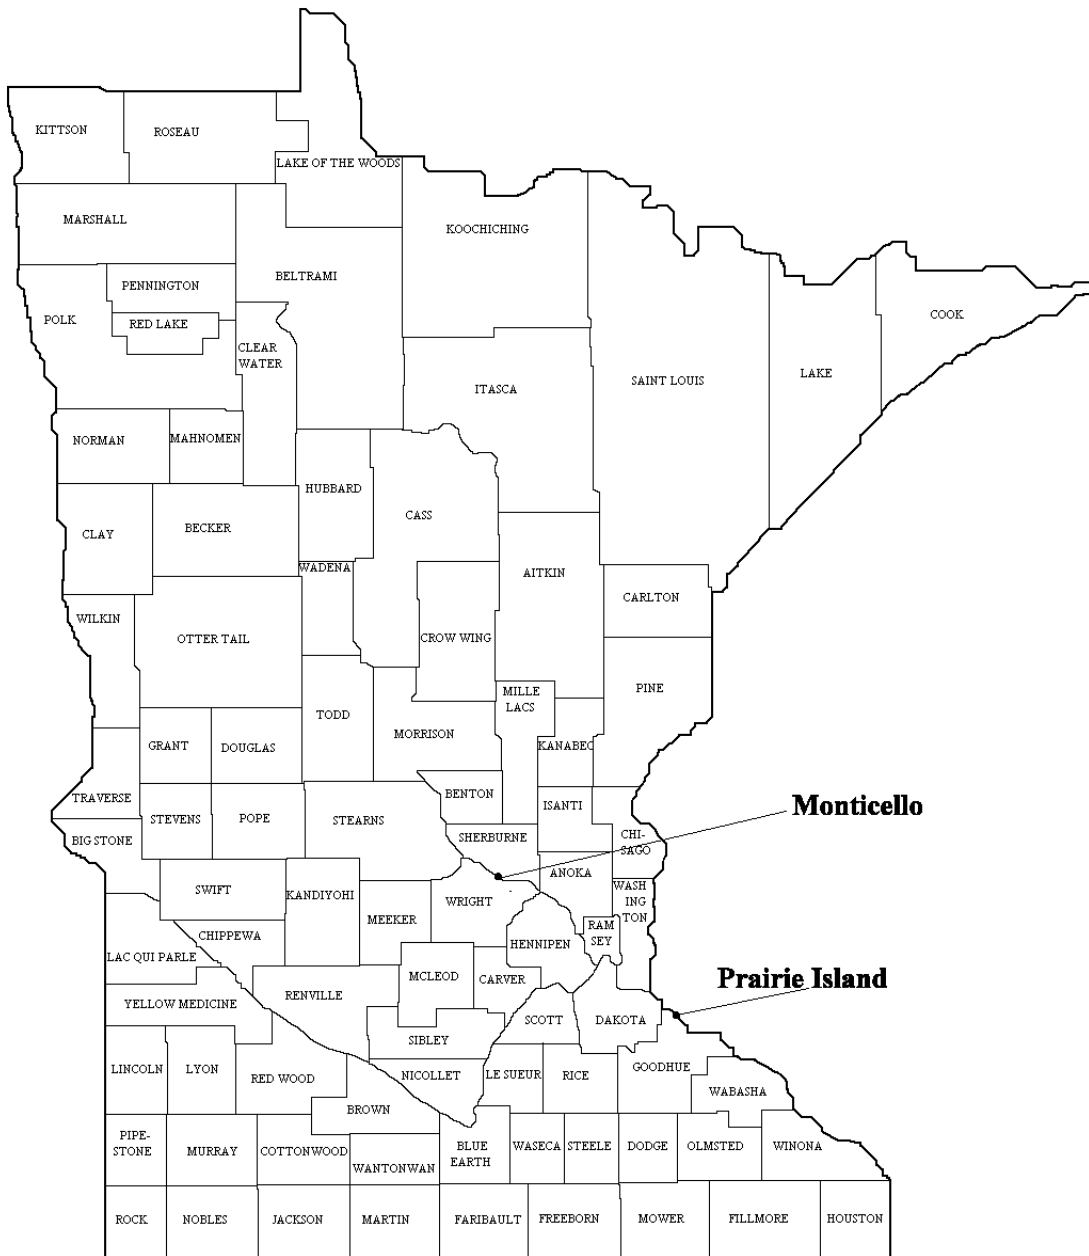 KITTSON
ROSEAU
LAKE OF THE WOODS
MARSHALL
KOOCHICHING
BELTRAMI
PENNINGTON
POLK
RED LAKE
CLEAR
WATER
SAINT LOUIS
LAKE
COOK
ITASCA
NORMAN
MAHNOMEN
HUBBARD
CASS
CLAY
BECKER
WADENA
AITKIN
CARLTON
WILKIN
OTTER TAIL
CROW WING
PINE
MILLE
LACS
TODD
MORRISON
GRANT
DOUGLAS
KANABEC
TRAVERSE
BENTON
ISANTI
Monticello
STEVENS
POPE
STEARNS
BIG STONE
SHERBURNE
CHI-
SAGO
ANOKA
SWIFT
KANDIYOHI
WRIGHT
WASH
ING
TON
MEEKER
RAM
SEY
CHIPPEWA
HENNIPEN
LAC QUI PARLE
MCLEOD
CARVER
Prairie Island
RENVILLE
YELLOW MEDICINE
SCOTT
DAKOTA
SIBLEY
LINCOLN
LYON
RED WOOD
NICOLLET
LE SUEUR
RICE
GOODHUE
WABASHA
BROWN
PIPE-
STONE
MURRAY
COTTONWOOD
WANTONWAN
BLUE
EARTH
WASECA
STEELE
DODGE
OLMSTED
WINONA
ROCK
NOBLES
JACKSON
MARTIN
FARIBAULT
FREEBORN
MOWER
FILLMORE
HOUSTON